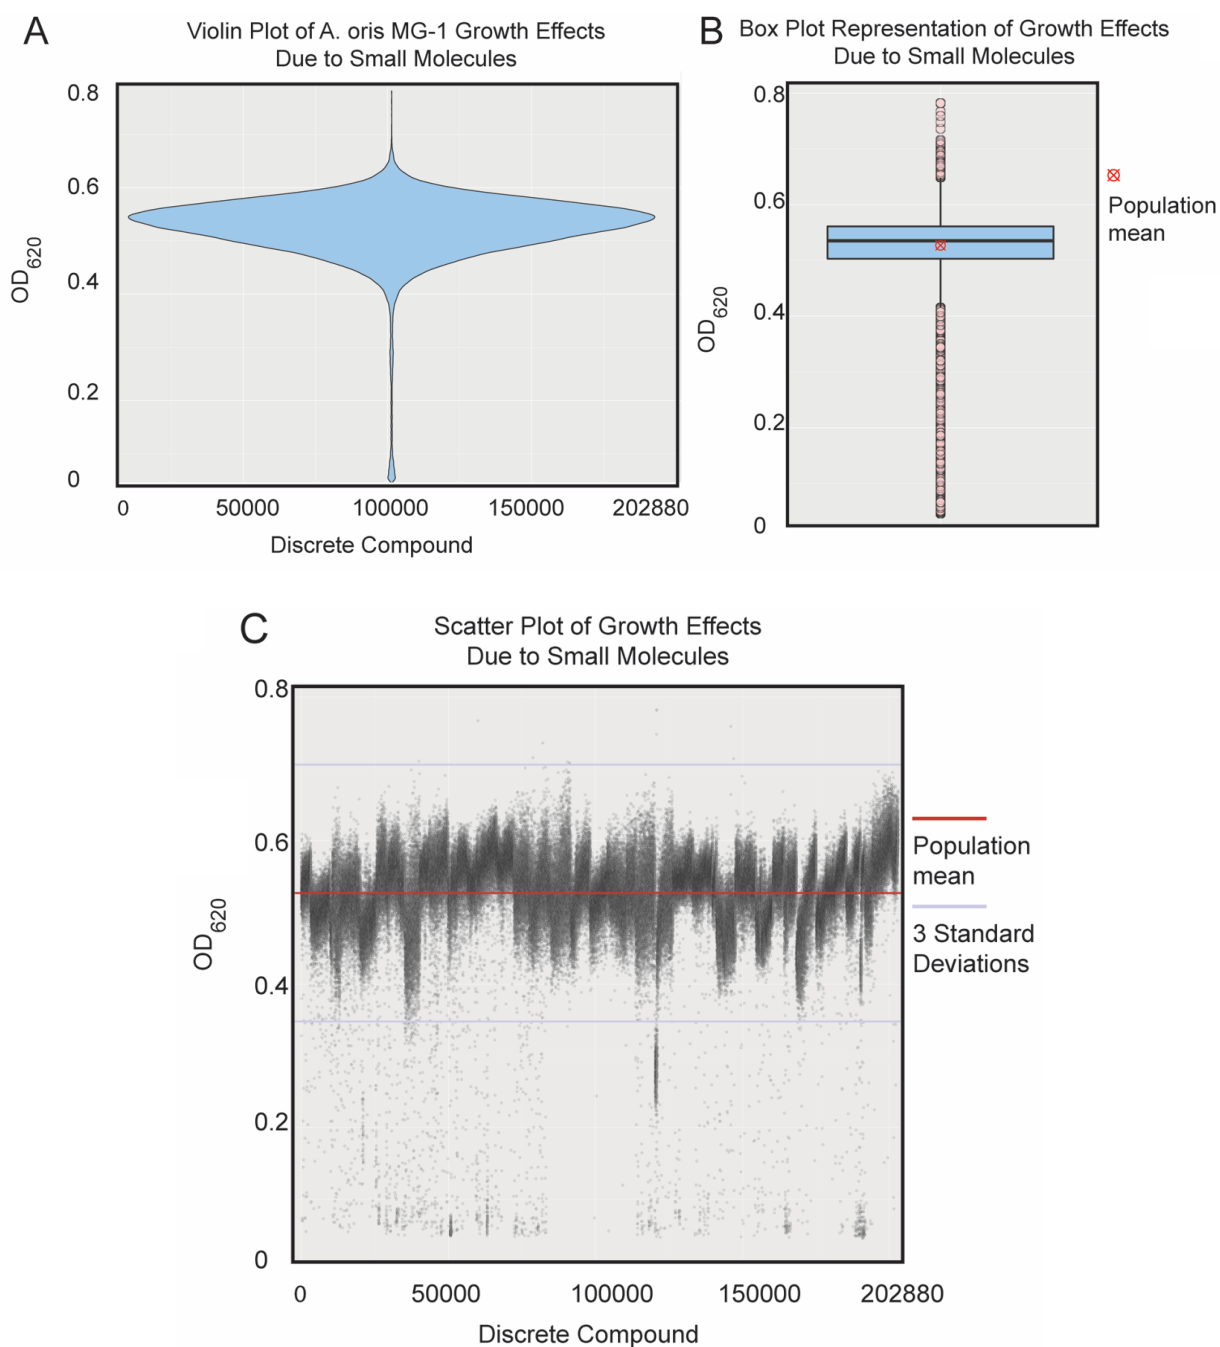 A
Violin Plot of A. oris MG-1 Growth Effects
Due to Small Molecules
0.8
0.6
0.4
0.2
0
OD620
0
50000
100000
150000
202880
Discrete Compound
B
Box Plot Representation of Growth Effects
Due to Small Molecules
0.8
0.6
0.4
0.2
0
OD620
Population
mean
C
Scatter Plot of Growth Effects
Due to Small Molecules
0.8
0.6
0.4
0.2
0
OD620
0
50000
100000
150000
202880
Discrete Compound
Population
mean
3 Standard
Deviations